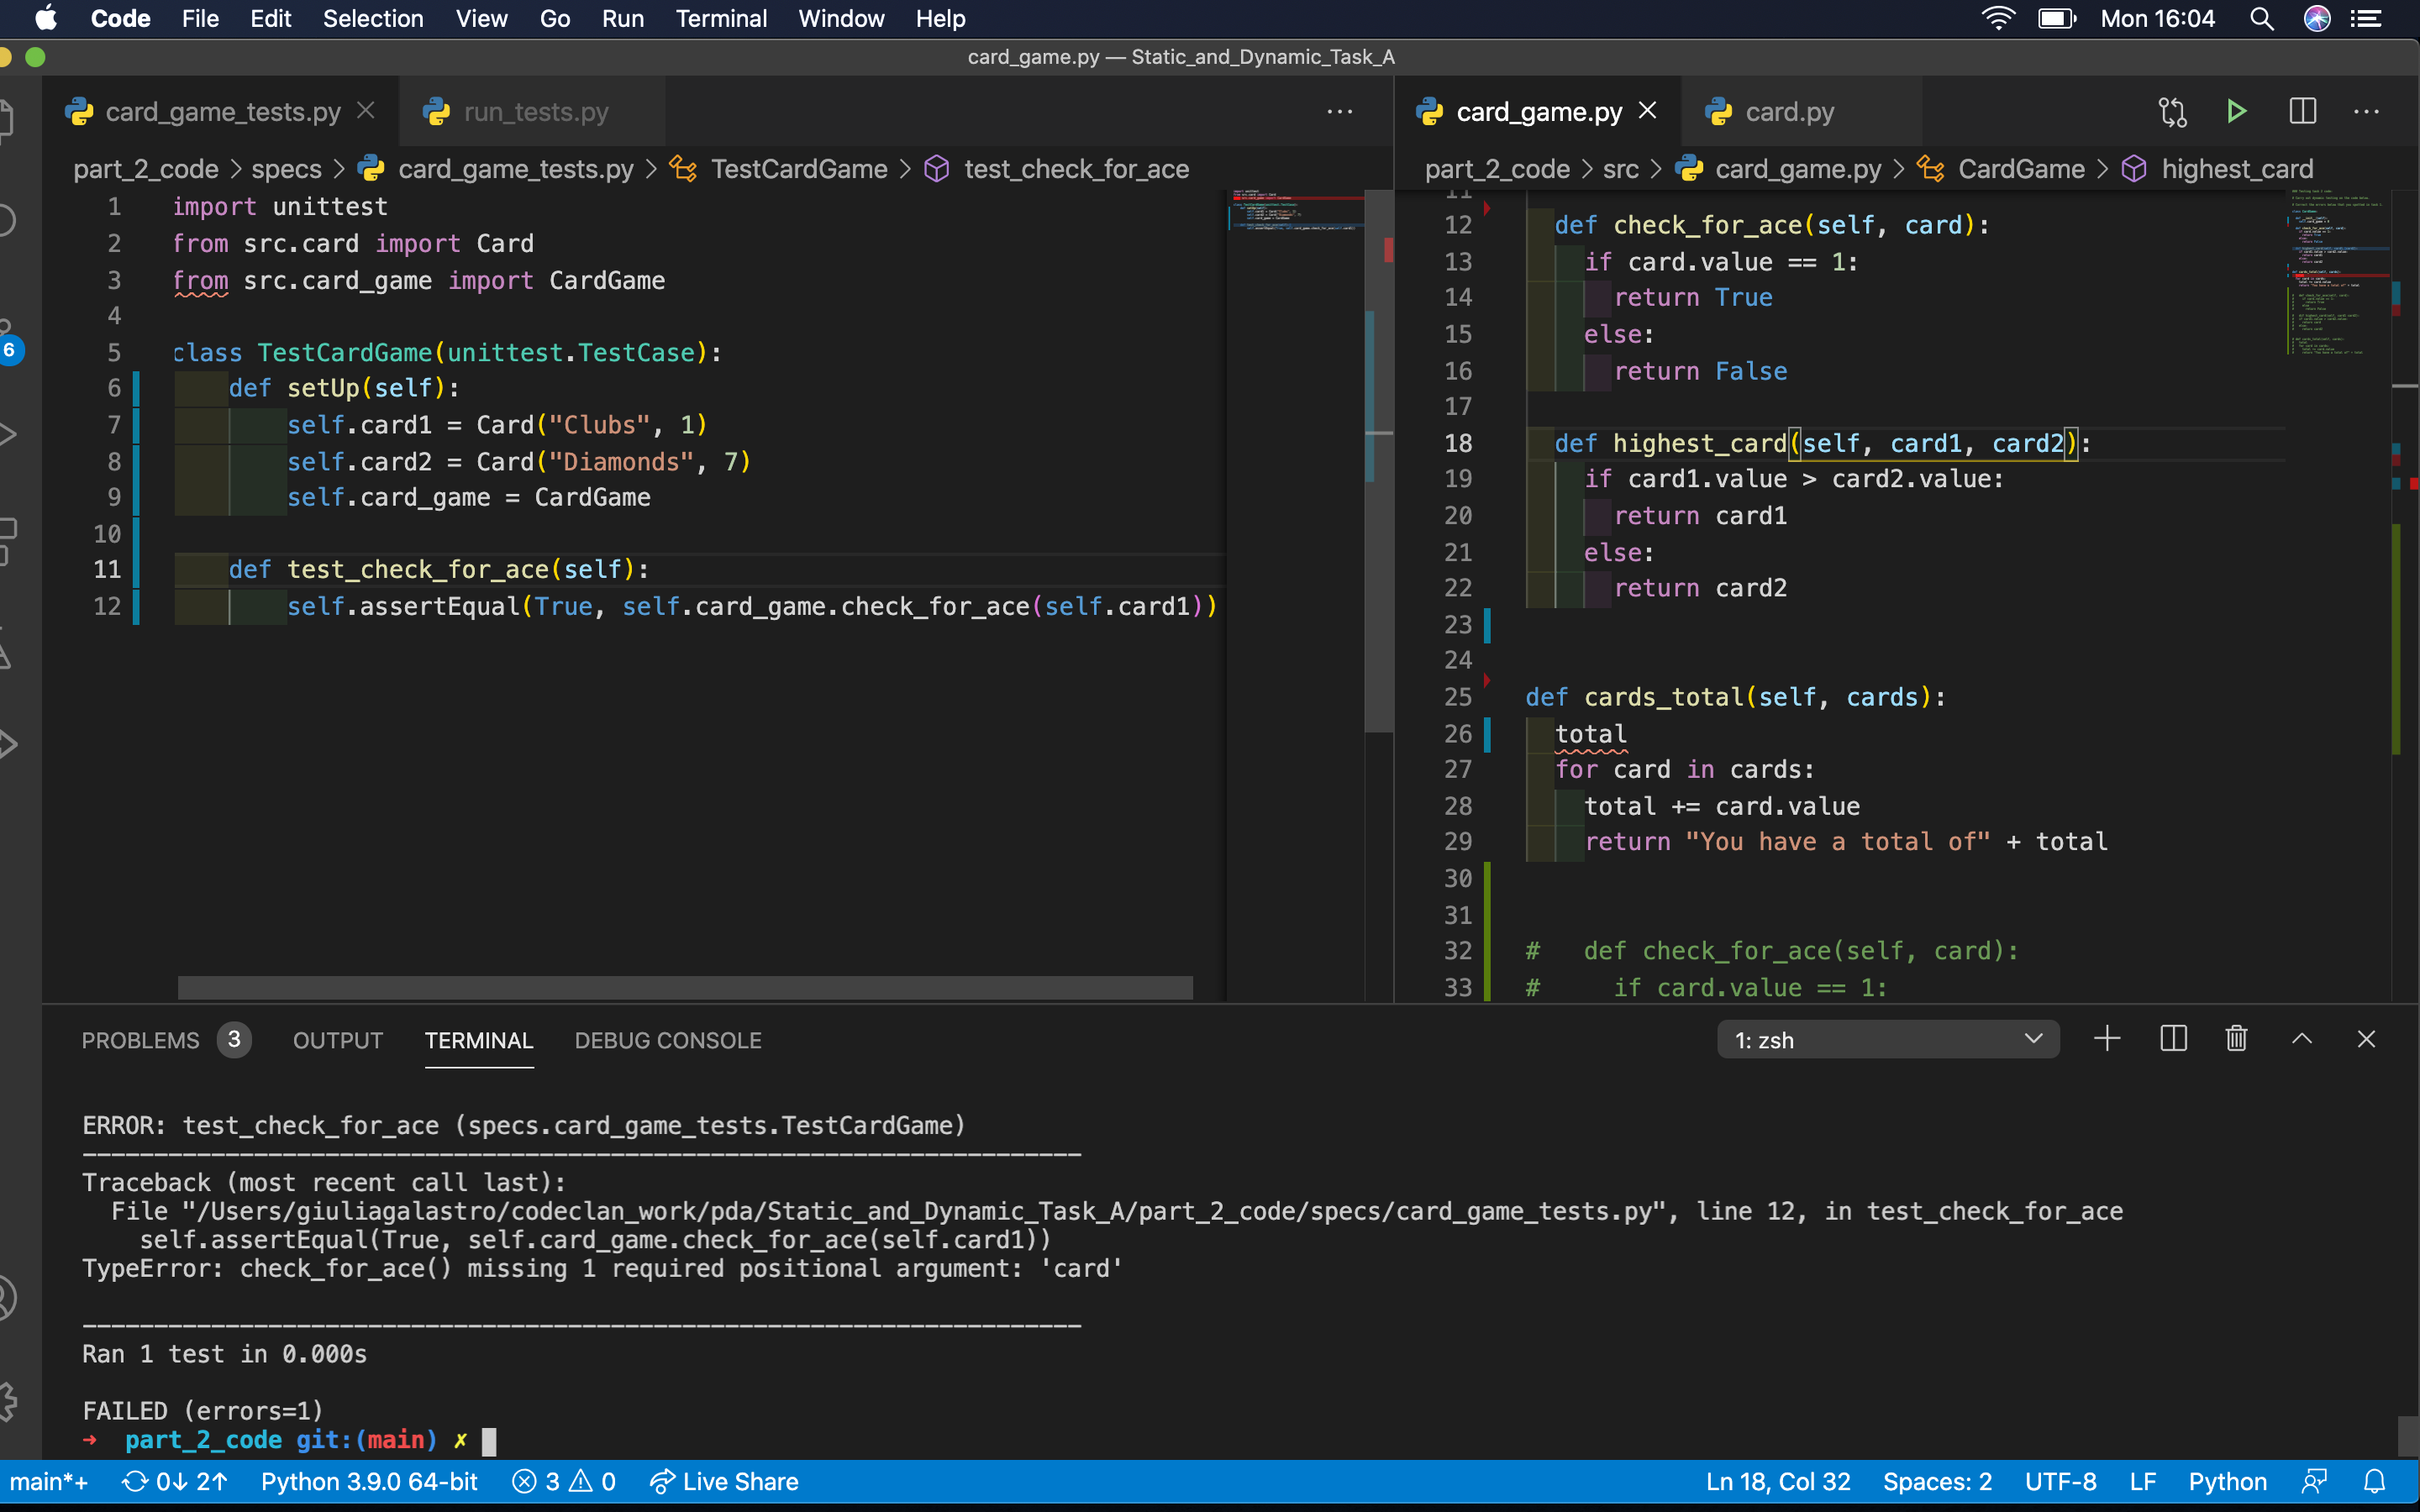 Code File Edit Selection View Go Run Terminal Window Help Mon 16:04
card_game.py — Static_and_Dynamic_Task_A
card_game_tests.py run_tests.py
part_2_code > specs > card_game_tests.py > TestCardGame > test_check_for_ace
1 import unittest
2 from src.card import Card
3 from src.card_game import CardGame
4
5 class TestCardGame(unittest.TestCase):
6 def setUp(self):
7 self.card1 = Card("Clubs", 1)
8 self.card2 = Card("Diamonds", 7)
9 self.card_game = CardGame
10
11 def test_check_for_ace(self):
12 self.assertEqual(True, self.card_game.check_for_ace(self.card1))
card_game.py card.py
part_2_code > src > card_game.py > CardGame > highest_card
11
12 def check_for_ace(self, card):
13 if card.value == 1:
14 return True
15 else:
16 return False
17
18 def highest_card(self, card1, card2):
19 if card1.value > card2.value:
20 return card1
21 else:
22 return card2
23
24
25 def cards_total(self, cards):
26 total
27 for card in cards:
28 total += card.value
29 return "You have a total of" + total
30
31
32 # def check_for_ace(self, card):
33 # if card.value == 1:
6
PROBLEMS 3 OUTPUT TERMINAL DEBUG CONSOLE 1: zsh
ERROR: test_check_for_ace (specs.card_game_tests.TestCardGame)
----------------------------------------------------------------------
Traceback (most recent call last):
File "/Users/giuliagalastro/codeclan_work/pda/Static_and_Dynamic_Task_A/part_2_code/specs/card_game_tests.py", line 12, in test_check_for_ace
self.assertEqual(True, self.card_game.check_for_ace(self.card1))
TypeError: check_for_ace() missing 1 required positional argument: 'card'
----------------------------------------------------------------------
Ran 1 test in 0.000s
FAILED (errors=1)
➜ part_2_code git:(main) ✗
main*+ 0↓ 2↑ Python 3.9.0 64-bit 3 0 Live Share Ln 18, Col 32 Spaces: 2 UTF-8 LF Python